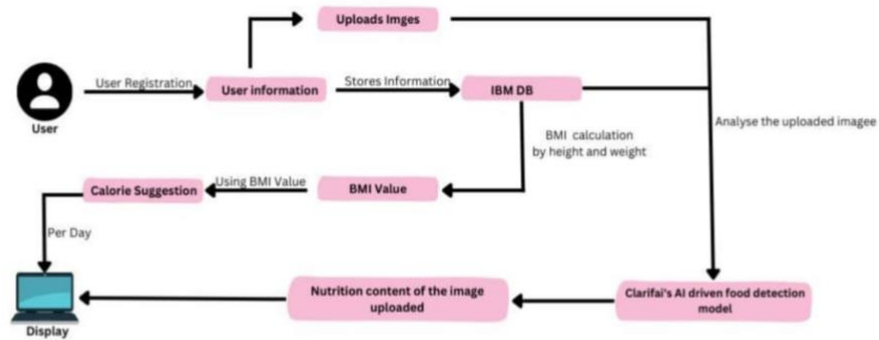 Uploads Imges
User Registration
User information
Stores Information
IBM DB
User
Analyse the uploaded imagee
BMI calculation
by height and weight
Calorie Suggestion
Using BMI Value
BMI Value
Per Day
Nutrition content of the image
uploaded
Clarifai's AI driven food detection
model
Display